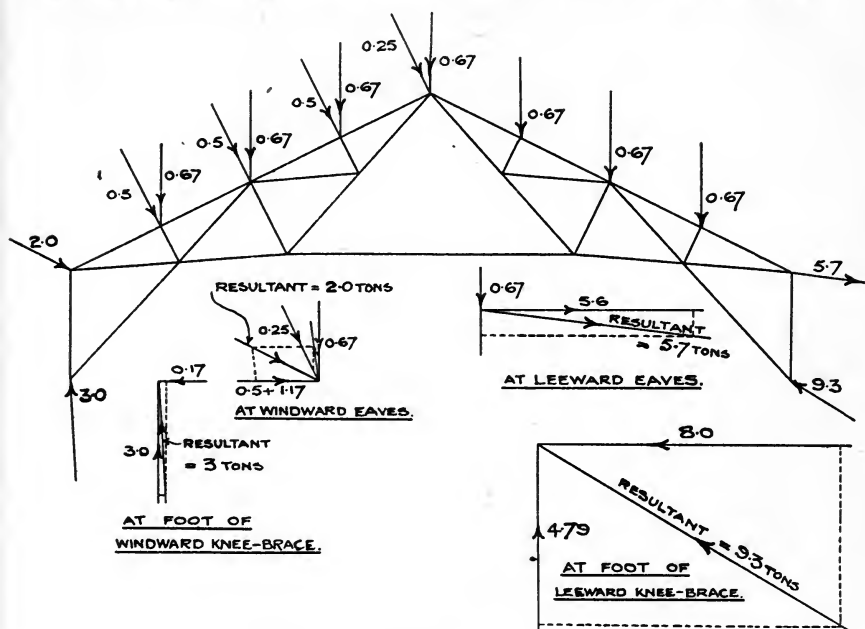 0.25
0.67
0.5
0.67
0.67
0.5
0.67
0.67
0.5
0.67
0.67
2.0
5.7
RESULTANT = 2.0 TONS
0.25
0.67
0.5 + 1.17
AT WINDWARD EAVES.
0.67
5.6
RESULTANT
= 5.7 TONS
AT LEEWARD EAVES.
3.0
9.3
0.17
3.0
RESULTANT
= 3 TONS
AT FOOT OF
WINDWARD KNEE-BRACE.
8.0
4.79
RESULTANT = 9.3 TONS
AT FOOT OF
LEEWARD KNEE-BRACE.